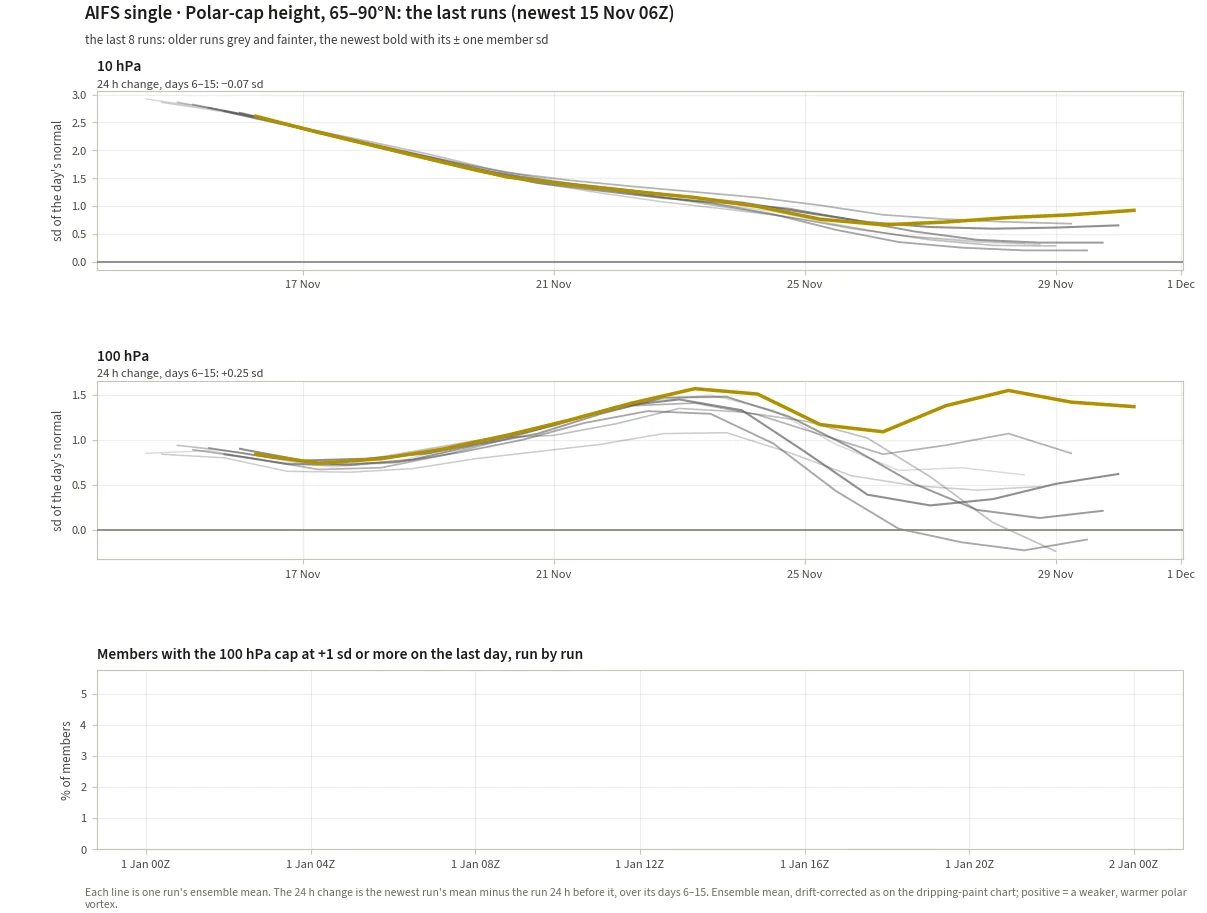 AIFS single · Polar-cap height, 65–90°N: the last runs (newest 15 Nov 06Z)
the last 8 runs: older runs grey and fainter, the newest bold with its ± one member sd
10 hPa
24 h change, days 6–15: −0.07 sd
sd of the day's normal
3.0
2.5
2.0
1.5
1.0
0.5
0.0
17 Nov
21 Nov
25 Nov
29 Nov
1 Dec
100 hPa
24 h change, days 6–15: +0.25 sd
sd of the day's normal
1.5
1.0
0.5
0.0
17 Nov
21 Nov
25 Nov
29 Nov
1 Dec
Members with the 100 hPa cap at +1 sd or more on the last day, run by run
% of members
5
4
3
2
1
0
1 Jan 00Z
1 Jan 04Z
1 Jan 08Z
1 Jan 12Z
1 Jan 16Z
1 Jan 20Z
2 Jan 00Z
Each line is one run's ensemble mean. The 24 h change is the newest run's mean minus the run 24 h before it, over its days 6–15. Ensemble mean, drift-corrected as on the dripping-paint chart; positive = a weaker, warmer polar
vortex.